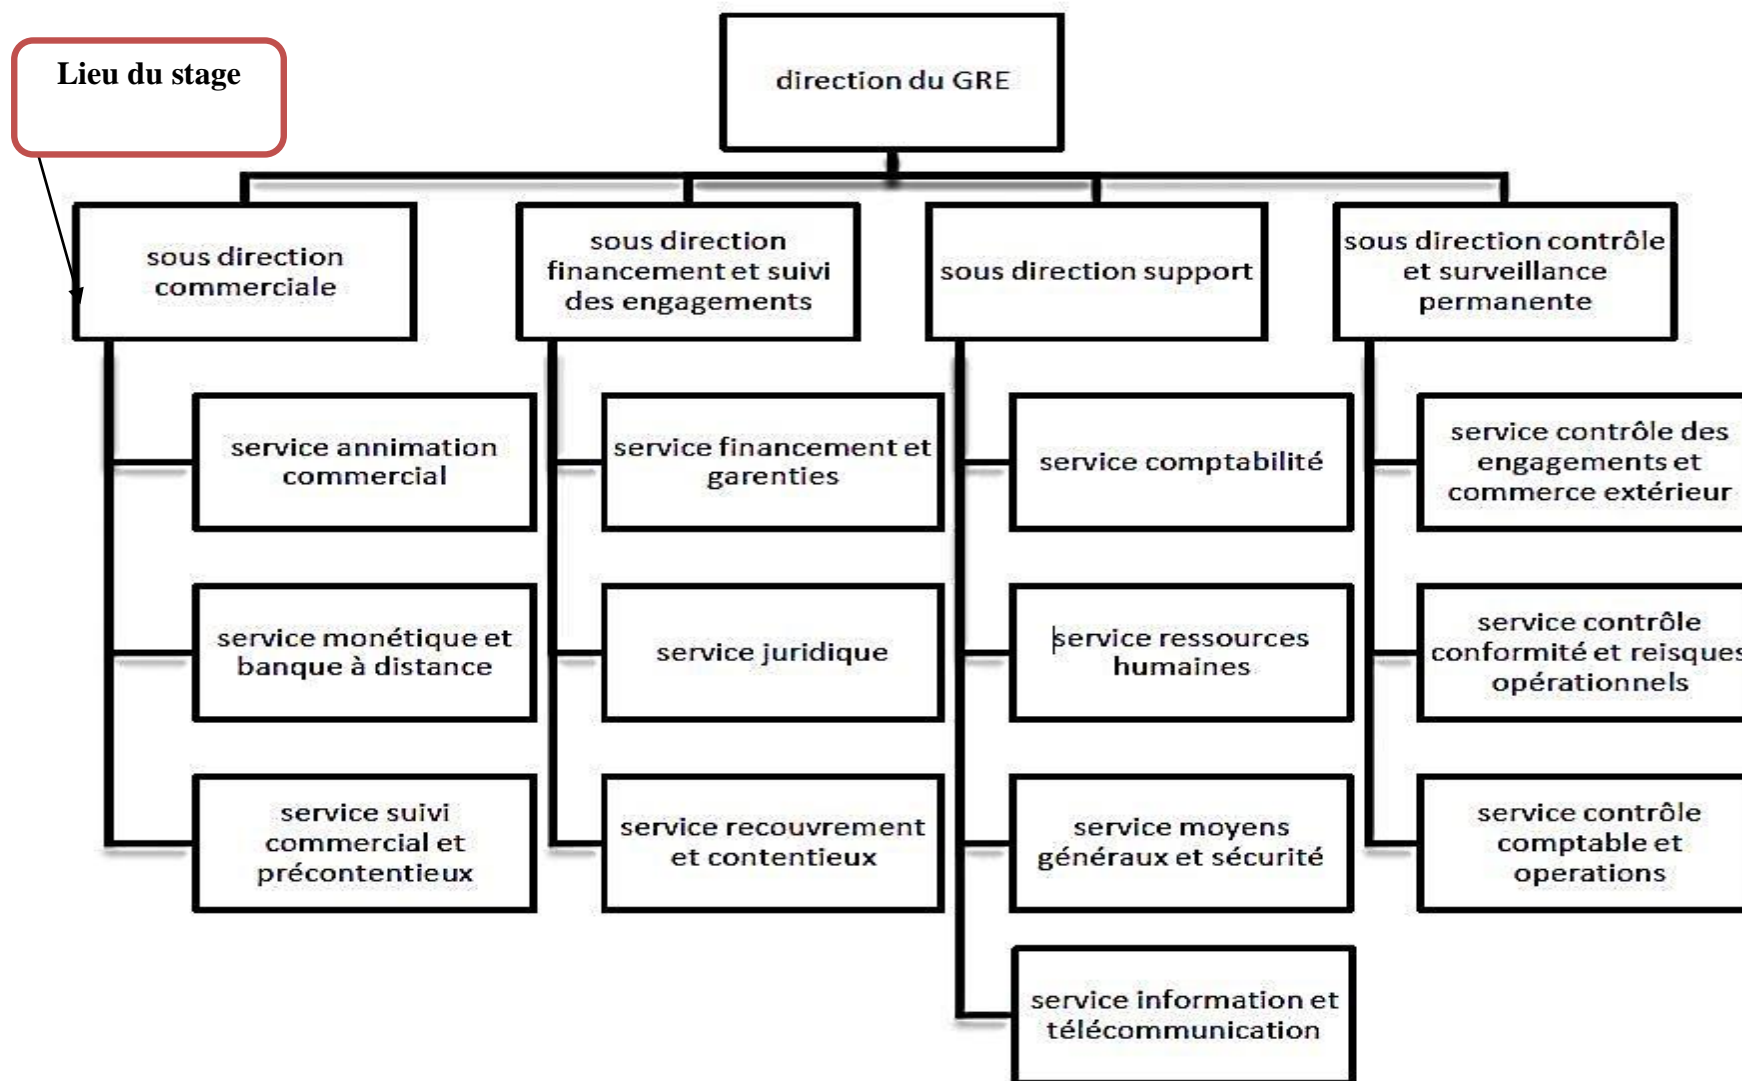 Lieu du stage
direction du GRE
sous direction
commerciale
sous direction
financement et suivi
des engagements
sous direction support
sous direction contrôle
et surveillance
permanente
service annimation
commercial
service monétique et
banque à distance
service suivi
commercial et
précontentieux
service financement et
garenties
service juridique
service recouvrement
et contentieux
service comptabilité
service ressources
humaines
service moyens
généraux et sécurité
service information et
télécommunication
service contrôle des
engagements et
commerce extérieur
service contrôle
conformité et reisques
opérationnels
service contrôle
comptable et
operations